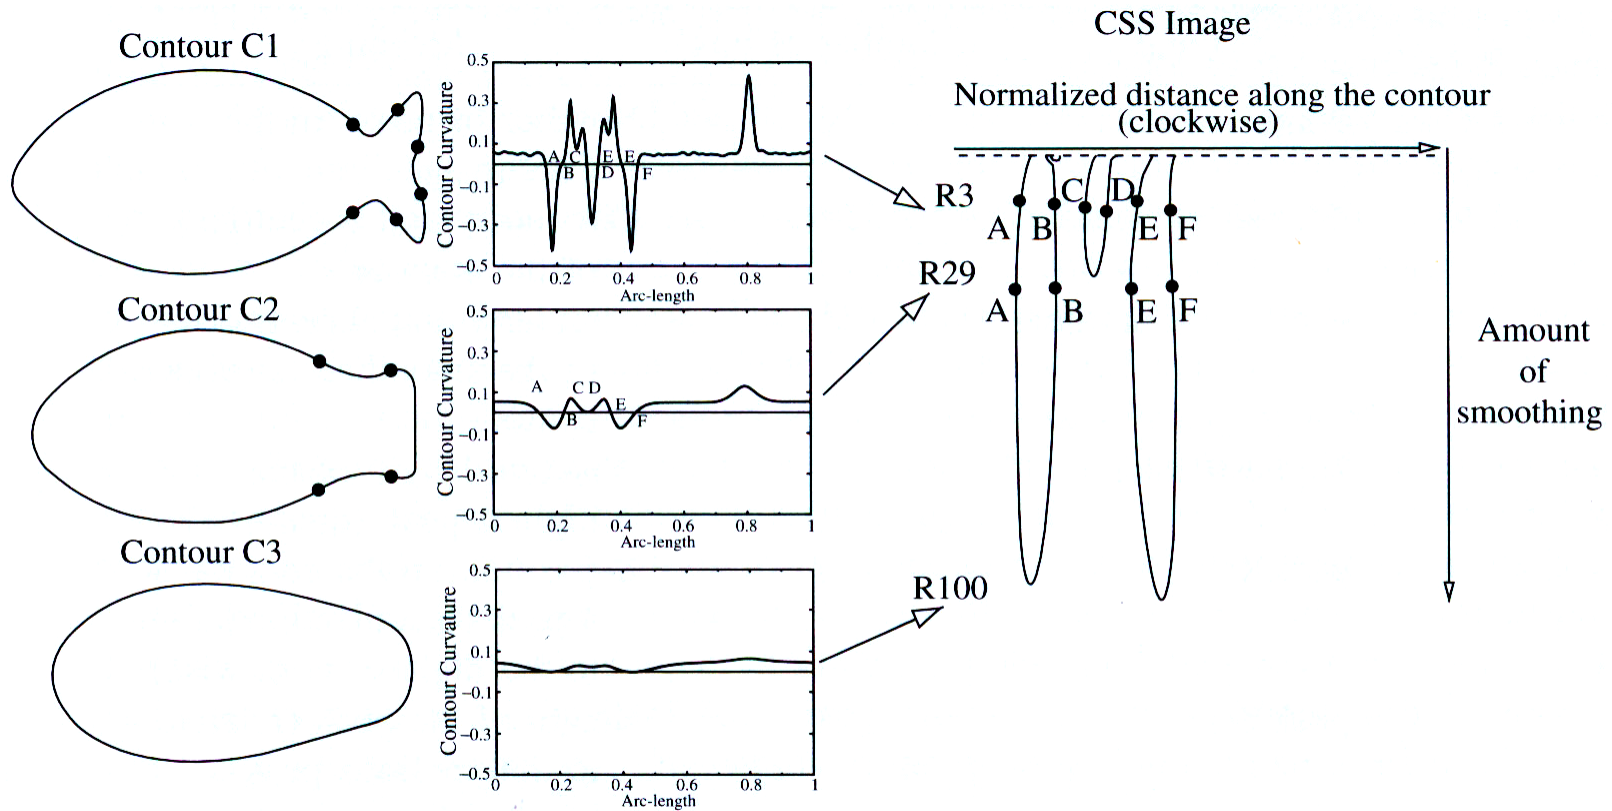 CSS Image
Contour C1
Normalized distance along the contour
(clockwise)
Contour Curvature
0.5
0.3
0.1
−0.1
−0.3
−0.5
A C E E
B D F
0 0.2 0.4 0.6 0.8 1
Arc-length
R3
C D
A B E F
R29
A B E F
Contour C2
Contour Curvature
0.5
0.3
0.1
−0.1
−0.3
−0.5
A C D
E
B F
0 0.2 0.4 0.6 0.8 1
Arc-length
Amount
of
smoothing
Contour C3
Contour Curvature
0.5
0.3
0.1
−0.1
−0.3
−0.5
0 0.2 0.4 0.6 0.8 1
Arc-length
R100